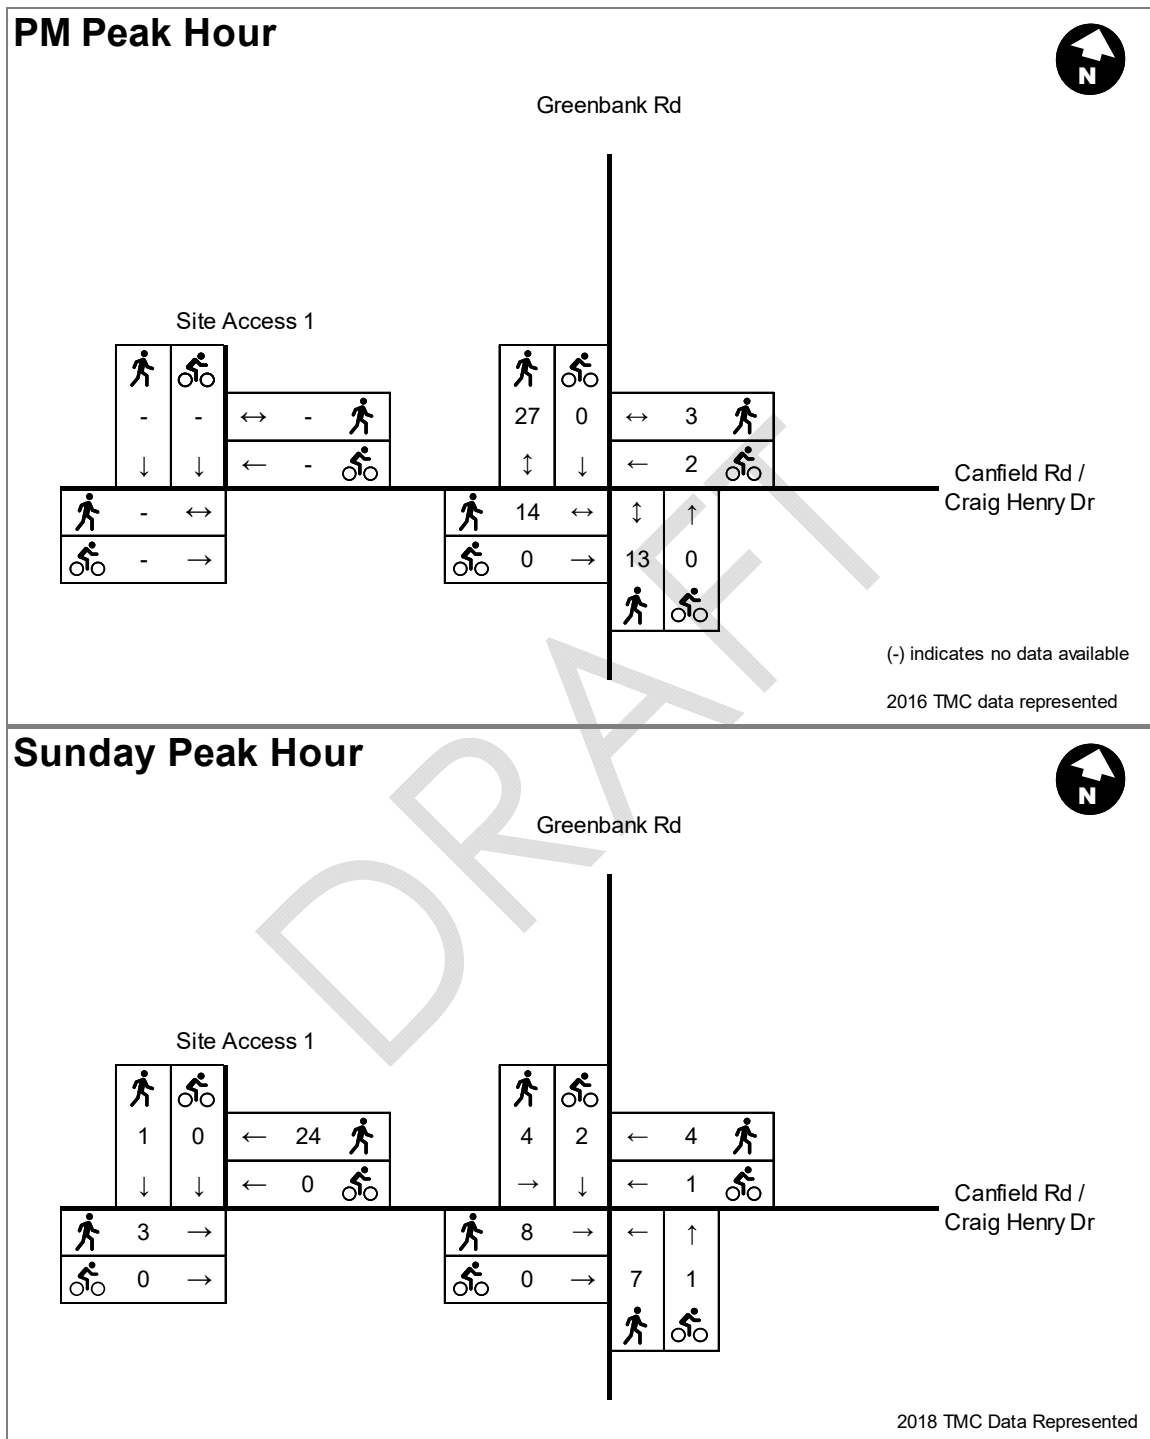 PM Peak Hour
N
Greenbank Rd
Site Access 1
- - ↔ -
↓ ↓ ← -
- ↔
- →
27 0 ↔ 3
↕ ↓ ← 2
14 ↔ ↕ ↑
0 → 13 0
Canfield Rd /
Craig Henry Dr
(-) indicates no data available
2016 TMC data represented
DRAFT
Sunday Peak Hour
N
Greenbank Rd
Site Access 1
1 0 ← 24
↓ ↓ ← 0
3 →
0 →
4 2 ← 4
→ ↓ ← 1
8 → ← ↑
0 → 7 1
Canfield Rd /
Craig Henry Dr
2018 TMC Data Represented